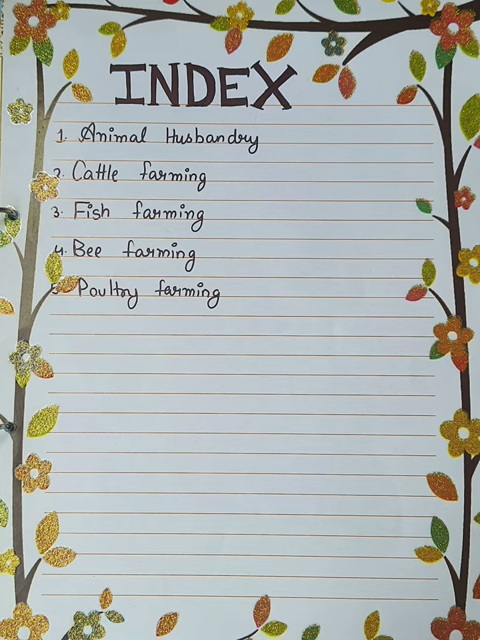 INDEX
1. Animal Husbandry
2. Cattle farming
3. Fish farming
4. Bee farming
5. Poultry farming